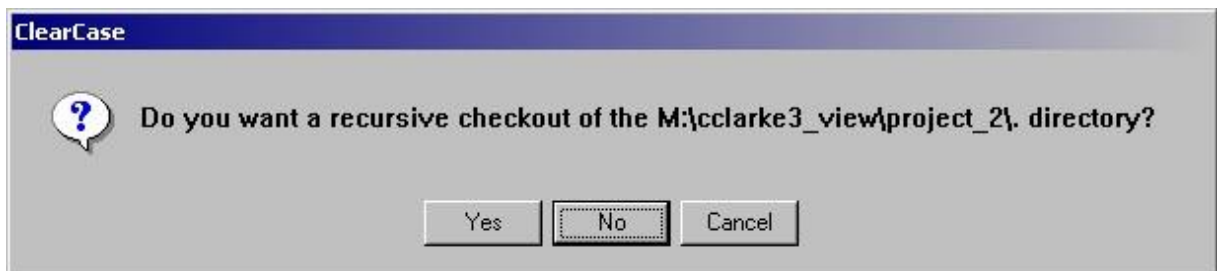 ClearCase
Do you want a recursive checkout of the M:\cclarke3_view\project_2\. directory?
Yes No Cancel